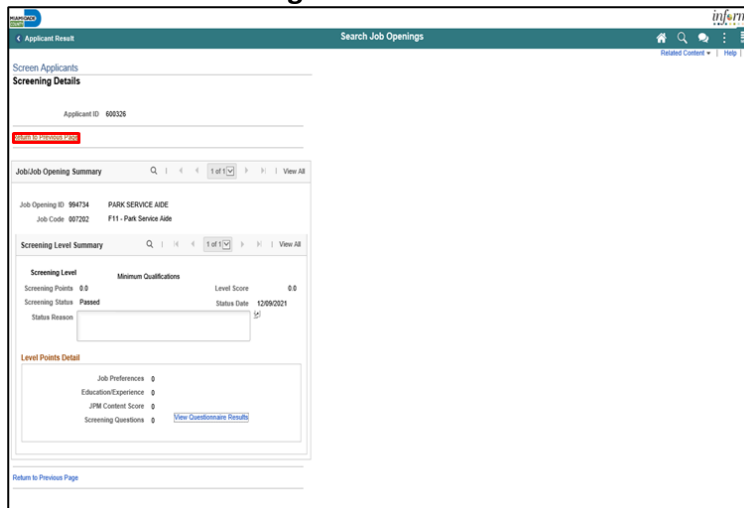 MIAMI-DADE
COUNTY
inform
Applicant Result
Search Job Openings
Related Content | Help |
Screen Applicants
Screening Details
Applicant ID 600326
Return to Previous Page
Job/Job Opening Summary 1 of 1 | View All
Job Opening ID 994734 PARK SERVICE AIDE
Job Code 007202 F11 - Park Service Aide
Screening Level Summary 1 of 1 | View All
Screening Level Minimum Qualifications
Screening Points 0.0 Level Score 0.0
Screening Status Passed Status Date 12/09/2021
Status Reason
Level Points Detail
Job Preferences 0
Education/Experience 0
JPM Content Score 0
Screening Questions 0 View Questionnaire Results
Return to Previous Page